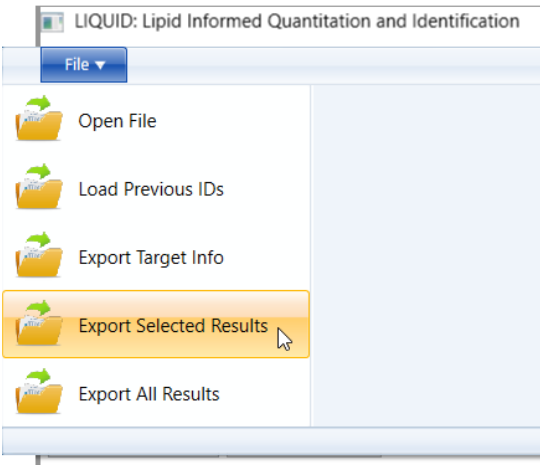 LIQUID: Lipid Informed Quantitation and Identification
File
Open File
Load Previous IDs
Export Target Info
Export Selected Results
Export All Results